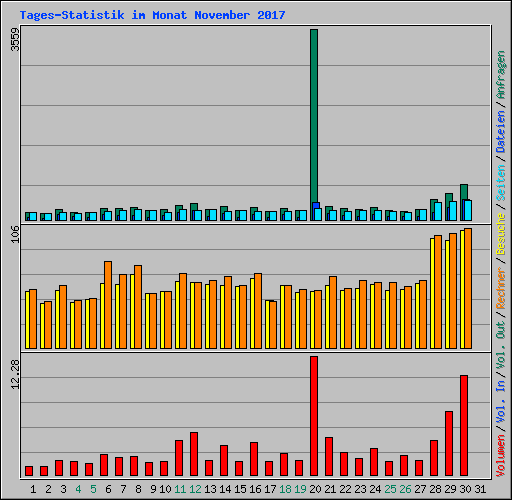 Tages-Statistik im Monat November 2017
3559
106
12.28
Volumen / Vol. In / Vol. Out / Rechner / Besuche / Seiten / Dateien / Anfragen
1 2 3 4 5 6 7 8 9 10 11 12 13 14 15 16 17 18 19 20 21 22 23 24 25 26 27 28 29 30 31